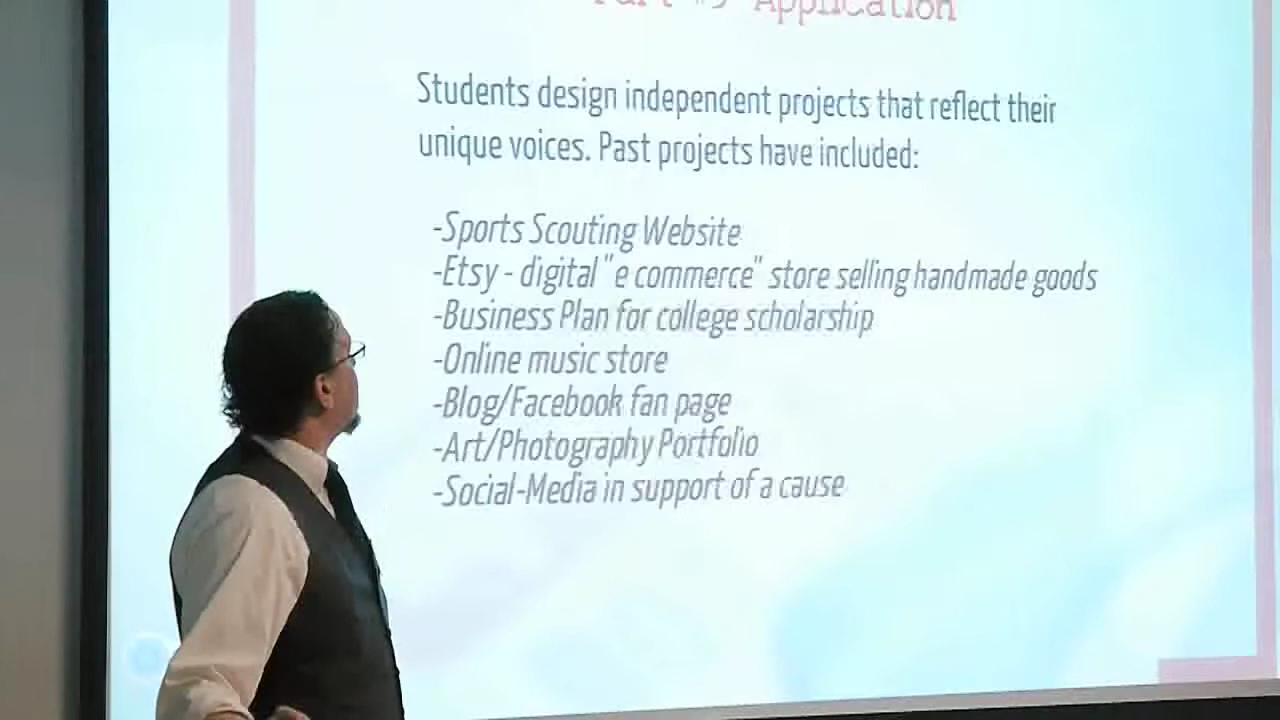 Application
Students design independent projects that reflect their
unique voices. Past projects have included:
-Sports Scouting Website
-Etsy - digital "e commerce" store selling handmade goods
-Business Plan for college scholarship
-Online music store
-Blog/Facebook fan page
-Art/Photography Portfolio
-Social-Media in support of a cause